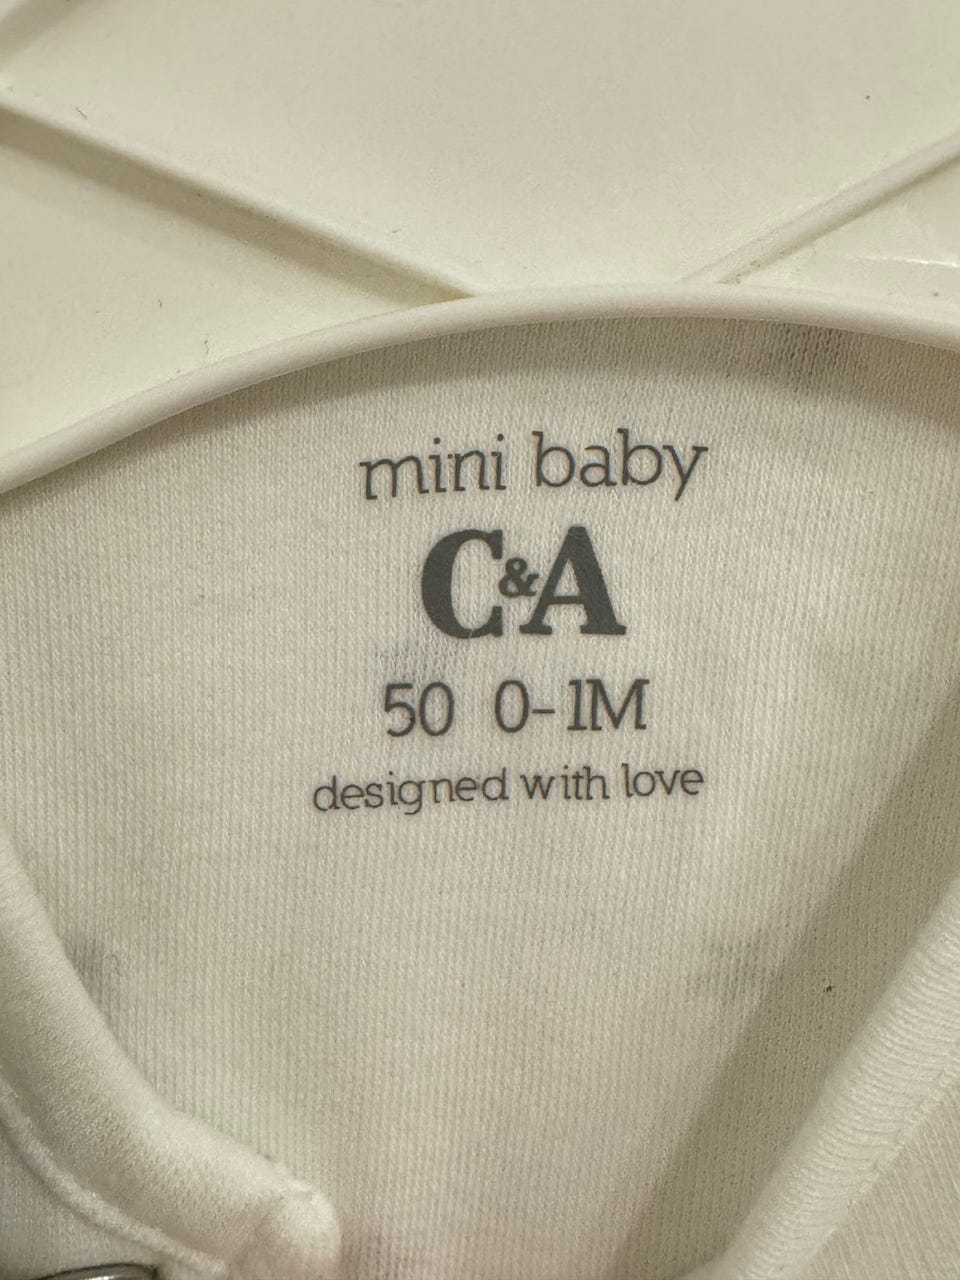 mini baby
C&A
50 0-1M
designed with love